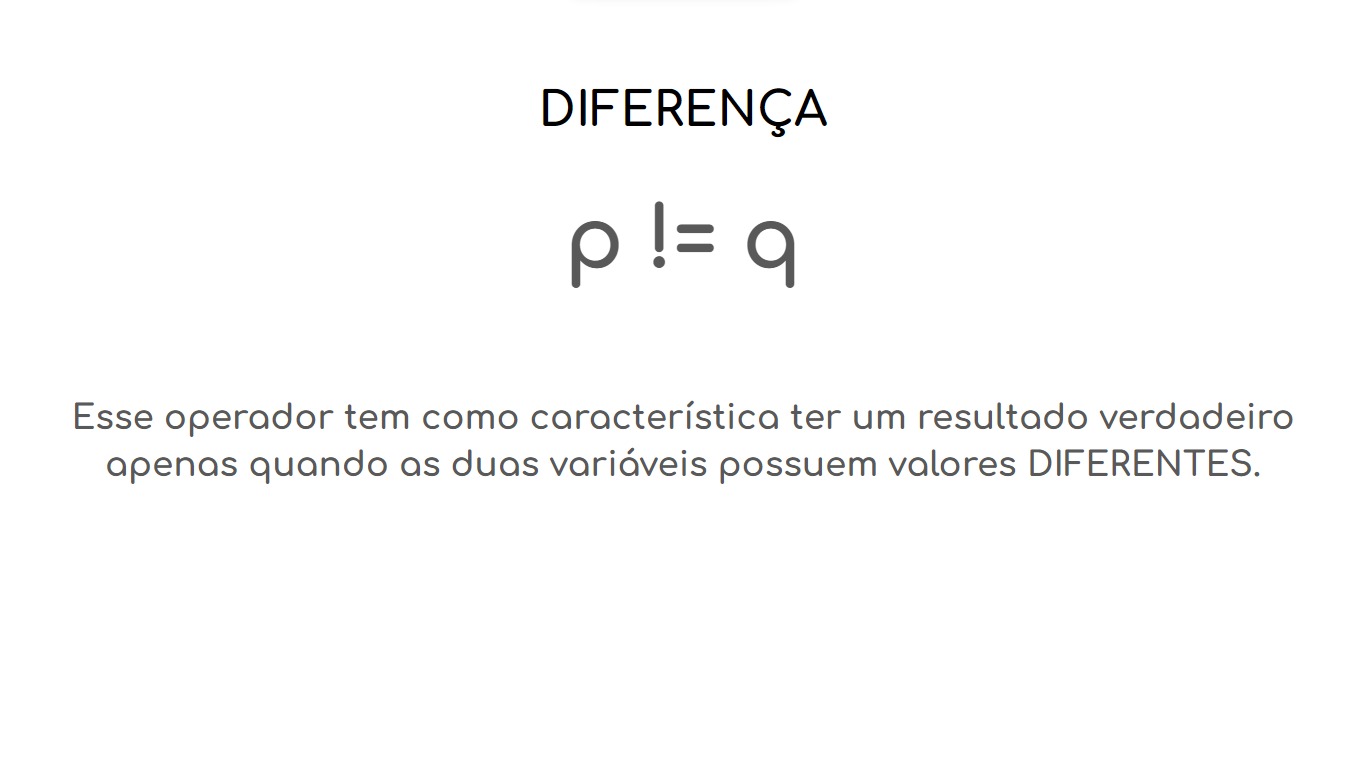 DIFERENÇA
p != q
Esse operador tem como característica ter um resultado verdadeiro
apenas quando as duas variáveis possuem valores DIFERENTES.